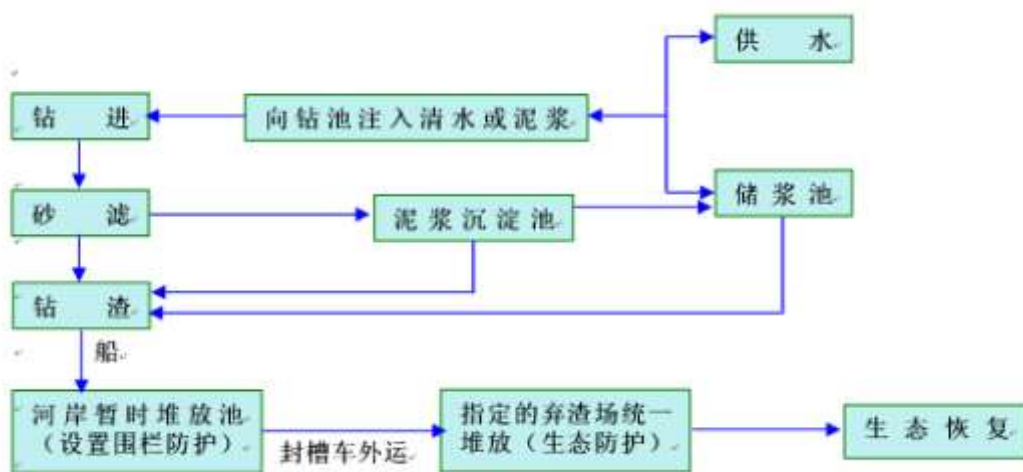 供 水
钻 进
向钻池注入清水或泥浆
砂 滤
泥浆沉淀池
储浆池
钻 渣
船
河岸暂时堆放池
（设置围栏防护）
封槽车外运
指定的弃渣场统一
堆放（生态防护）
生态恢复